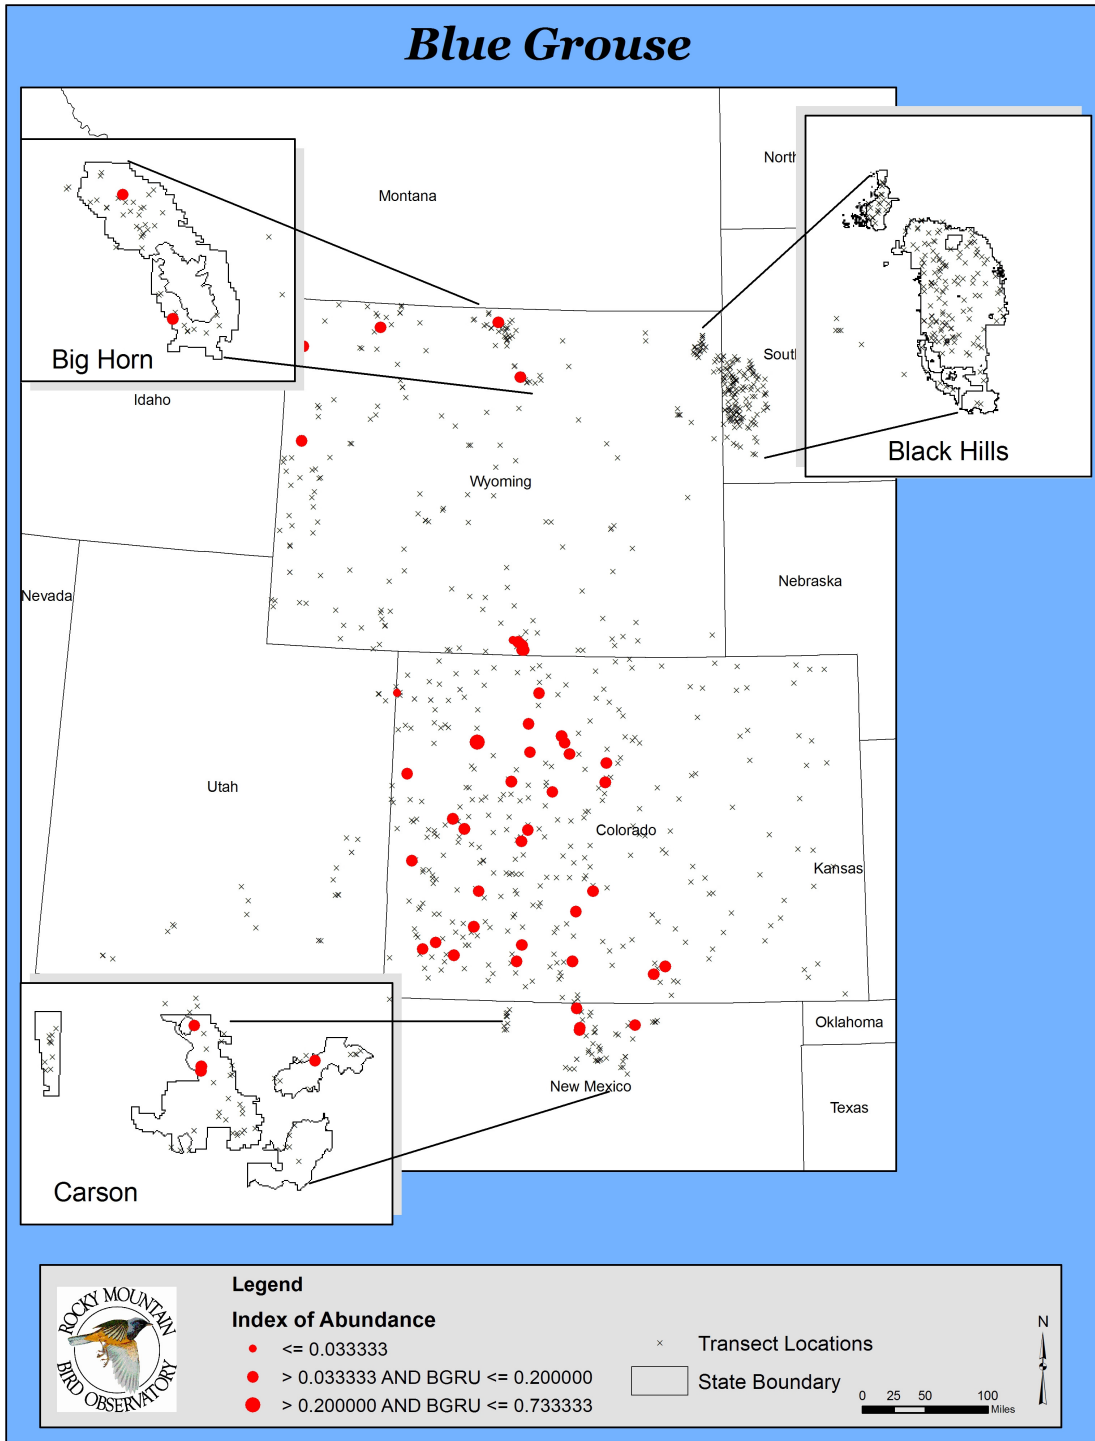 Blue Grouse
North
Montana
South
Big Horn
Idaho
Black Hills
Wyoming
Nebraska
Nevada
Utah
Colorado
Kansas
Oklahoma
New Mexico
Texas
Carson
Legend
Index of Abundance
<= 0.033333
> 0.033333 AND BGRU <= 0.200000
> 0.200000 AND BGRU <= 0.733333
Transect Locations
State Boundary
N
0 25 50 100
Miles
ROCKY MOUNTAIN
BIRD OBSERVATORY